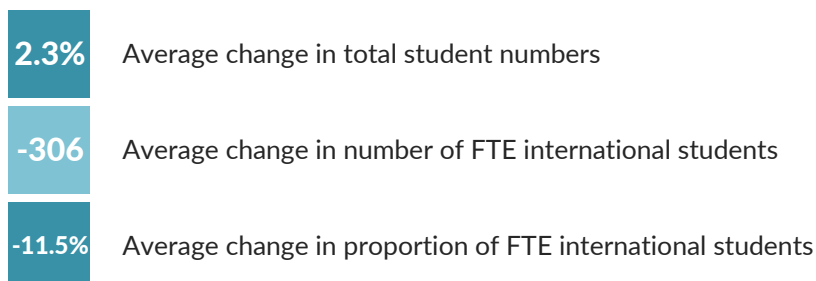 2.3% Average change in total student numbers
-306 Average change in number of FTE international students
-11.5% Average change in proportion of FTE international students